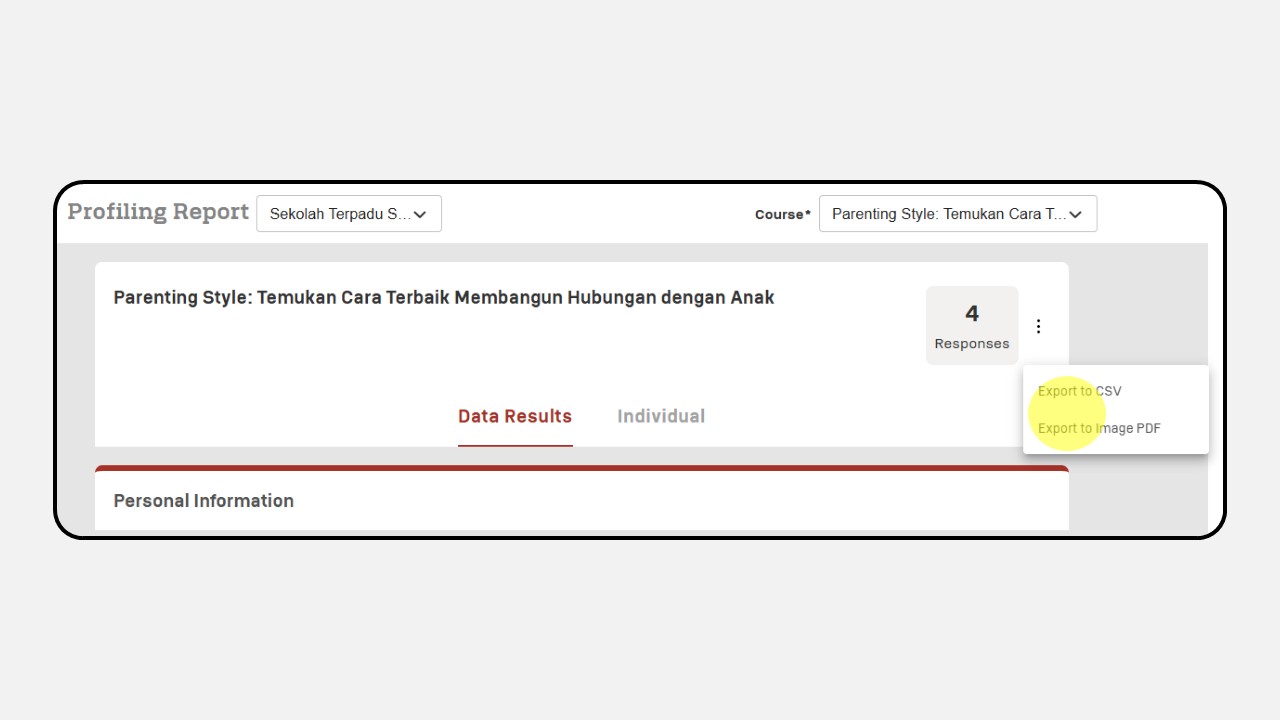 Profiling Report
Sekolah Terpadu S...
Course*
Parenting Style: Temukan Cara T...
Parenting Style: Temukan Cara Terbaik Membangun Hubungan dengan Anak
4
Responses
Export to CSV
Export to Image PDF
Data Results
Individual
Personal Information